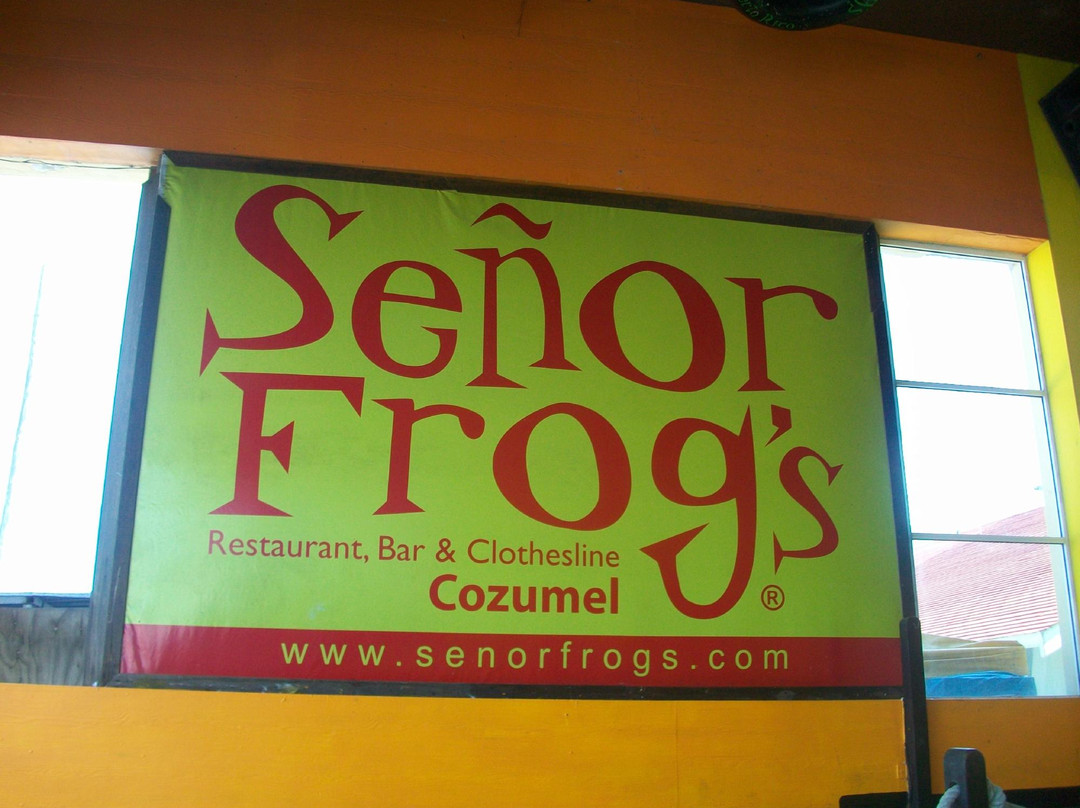 Señor
Frog's
Restaurant, Bar & Clothesline
Cozumel
®
www.senorfrogs.com